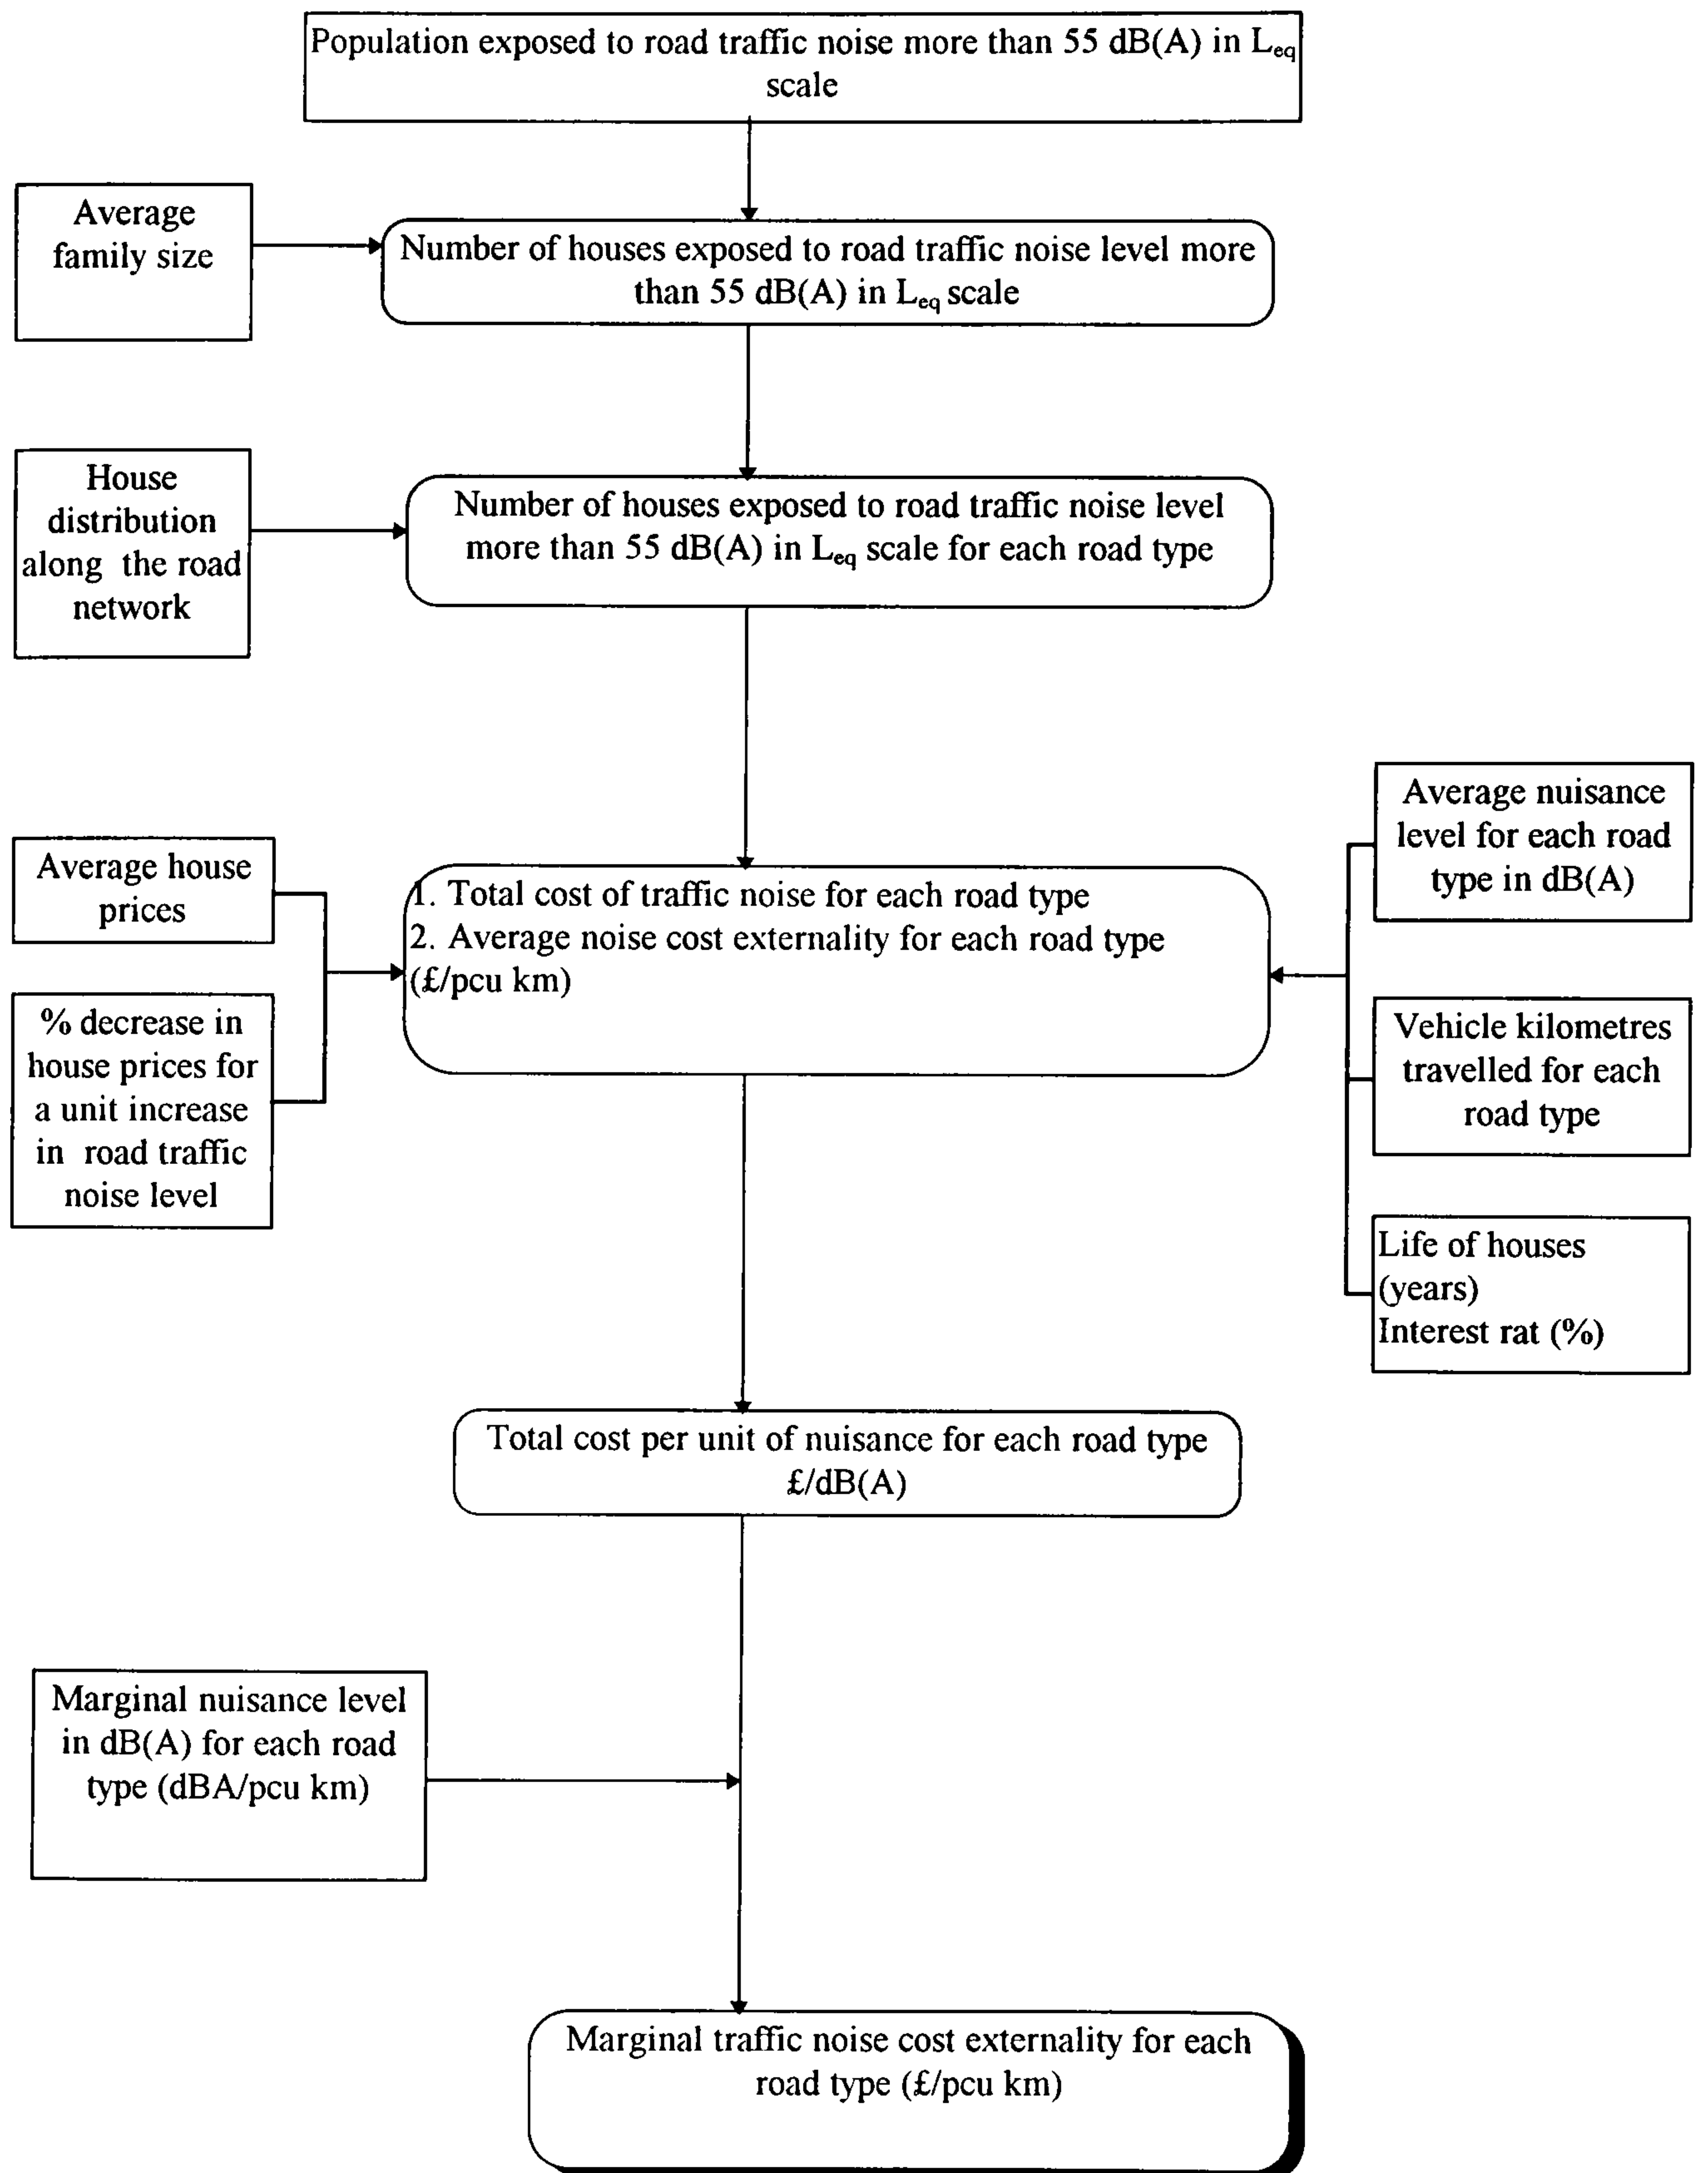 Population exposed to road traffic noise more than 55 dB(A) in Leq
scale
Average
family size
Number of houses exposed to road traffic noise level more
than 55 dB(A) in Leq scale
House
distribution
along the road
network
Number of houses exposed to road traffic noise level
more than 55 dB(A) in Leq scale for each road type
Average nuisance
level for each road
type in dB(A)
Average house
prices
1. Total cost of traffic noise for each road type
2. Average noise cost externality for each road type
(£/pcu km)
% decrease in
house prices for
a unit increase
in road traffic
noise level
Vehicle kilometres
travelled for each
road type
Life of houses
(years)
Interest rat (%)
Total cost per unit of nuisance for each road type
£/dB(A)
Marginal nuisance level
in dB(A) for each road
type (dBA/pcu km)
Marginal traffic noise cost externality for each
road type (£/pcu km)